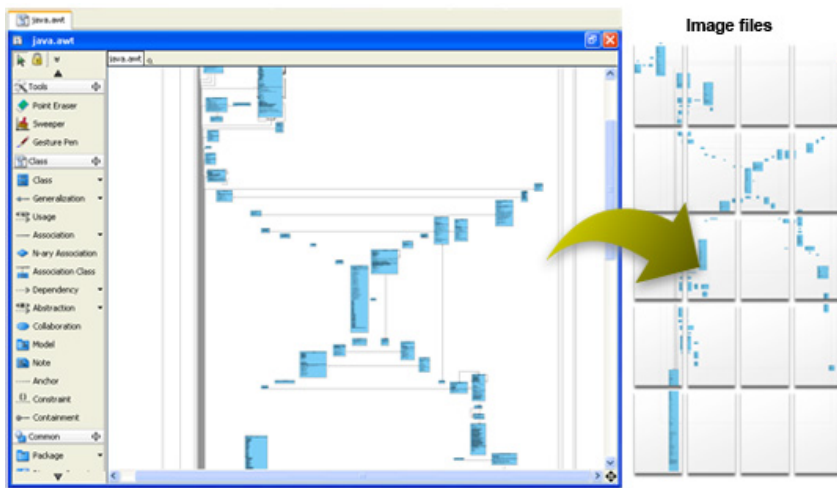 java.awt
Image files
java.awt
java.awt
Tools
Point Eraser
Sweeper
Gesture Pen
Class
Class
Generalization
Usage
Association
N-ary Association
Association Class
Dependency
Abstraction
Collaboration
Model
Note
Anchor
Constraint
Containment
Common
Package